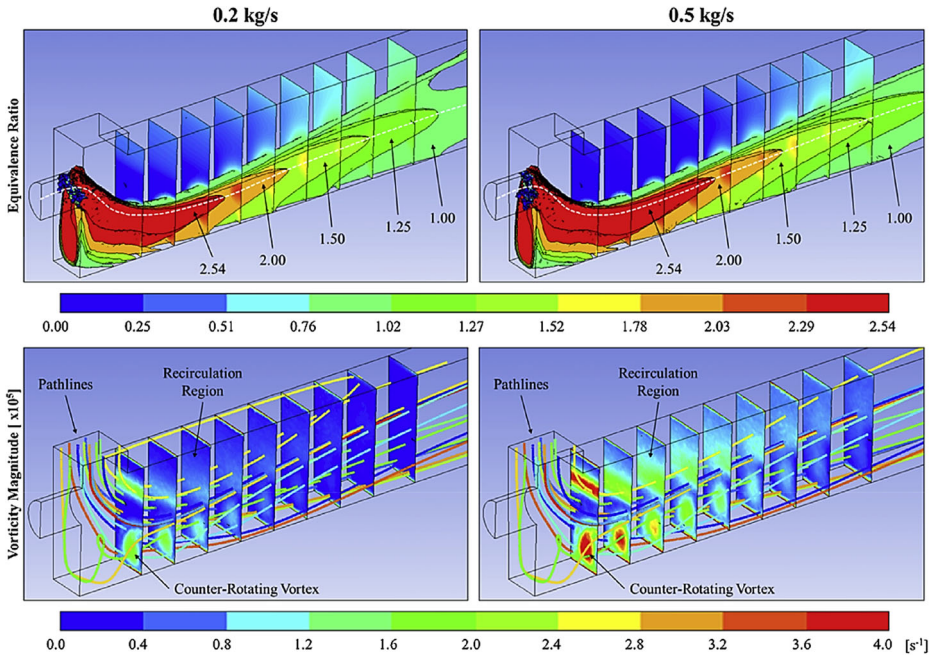 0.2 kg/s
0.5 kg/s
Equivalence Ratio
2.54
2.00
1.50
1.25
1.00
2.54
2.00
1.50
1.25
1.00
0.00 0.25 0.51 0.76 1.02 1.27 1.52 1.78 2.03 2.29 2.54
Vorticity Magnitude [ x10⁵]
Pathlines
Recirculation
Region
Counter-Rotating Vortex
Pathlines
Recirculation
Region
Counter-Rotating Vortex
0.0 0.4 0.8 1.2 1.6 2.0 2.4 2.8 3.2 3.6 4.0 [s⁻¹]